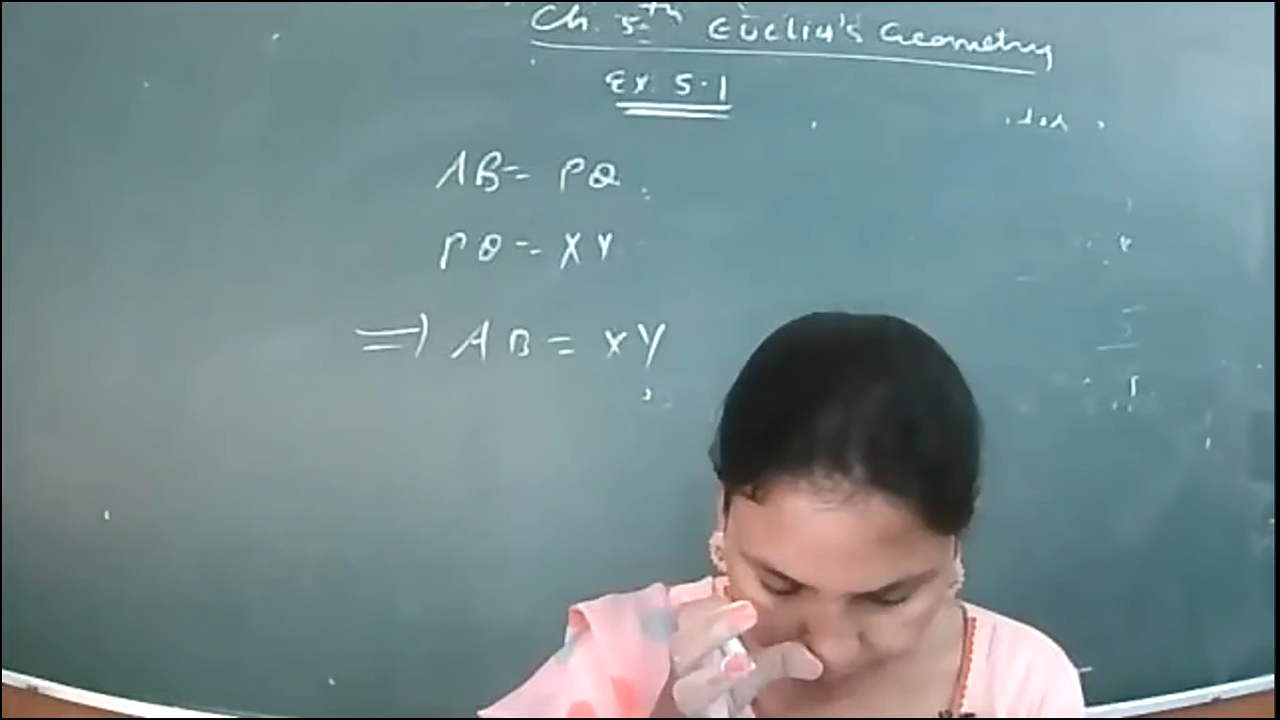 Ch. 5th Euclid's Geometry
Ex. 5.1
AB = PQ
PQ = XY
⇒ AB = XY